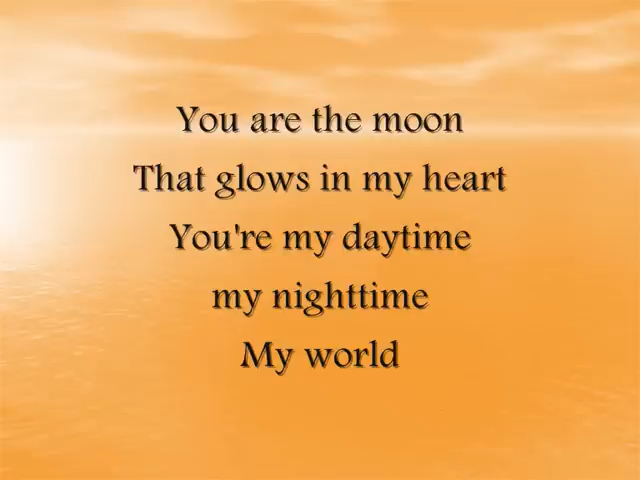 You are the moon
That glows in my heart
You're my daytime
my nighttime
My world